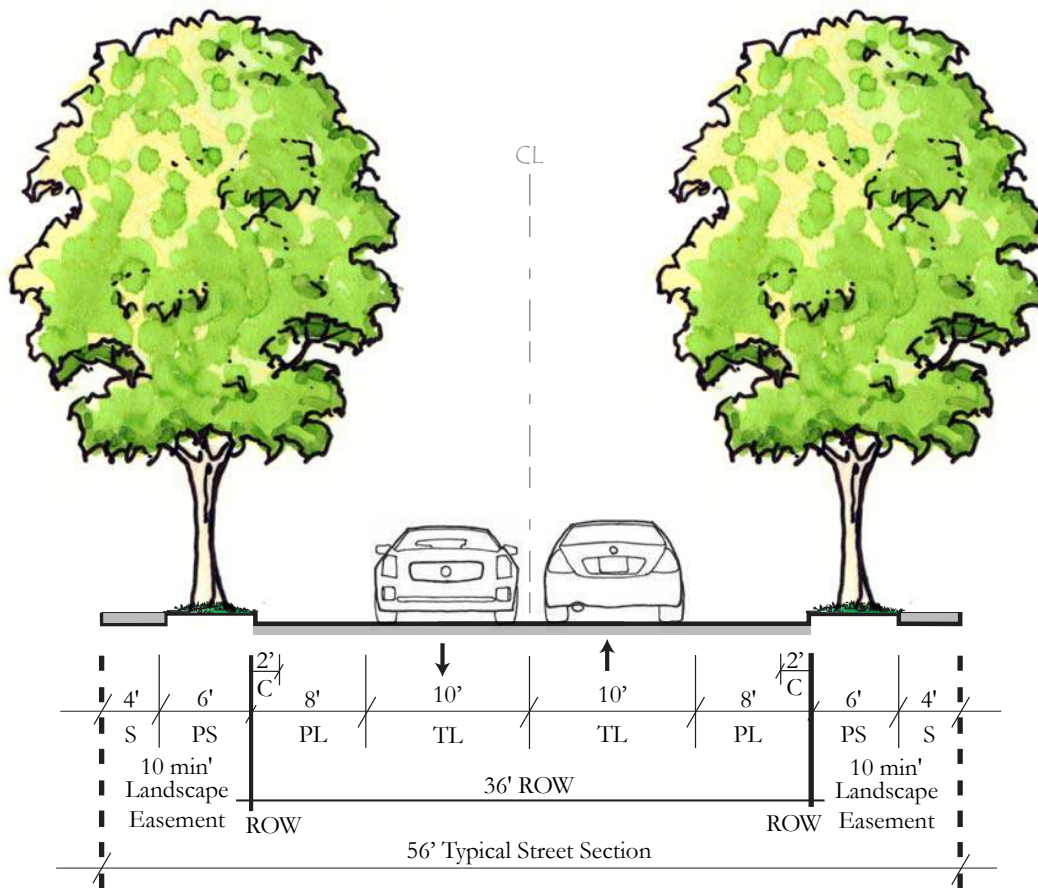 CL
2' 2'
C C
4' 6' 8' 10’ 10’ 8' 6' 4'
S PS PL TL TL PL PS S
10 min' 10 min'
Landscape 36' ROW Landscape
Easement ROW ROW Easement
56’ Typical Street Section